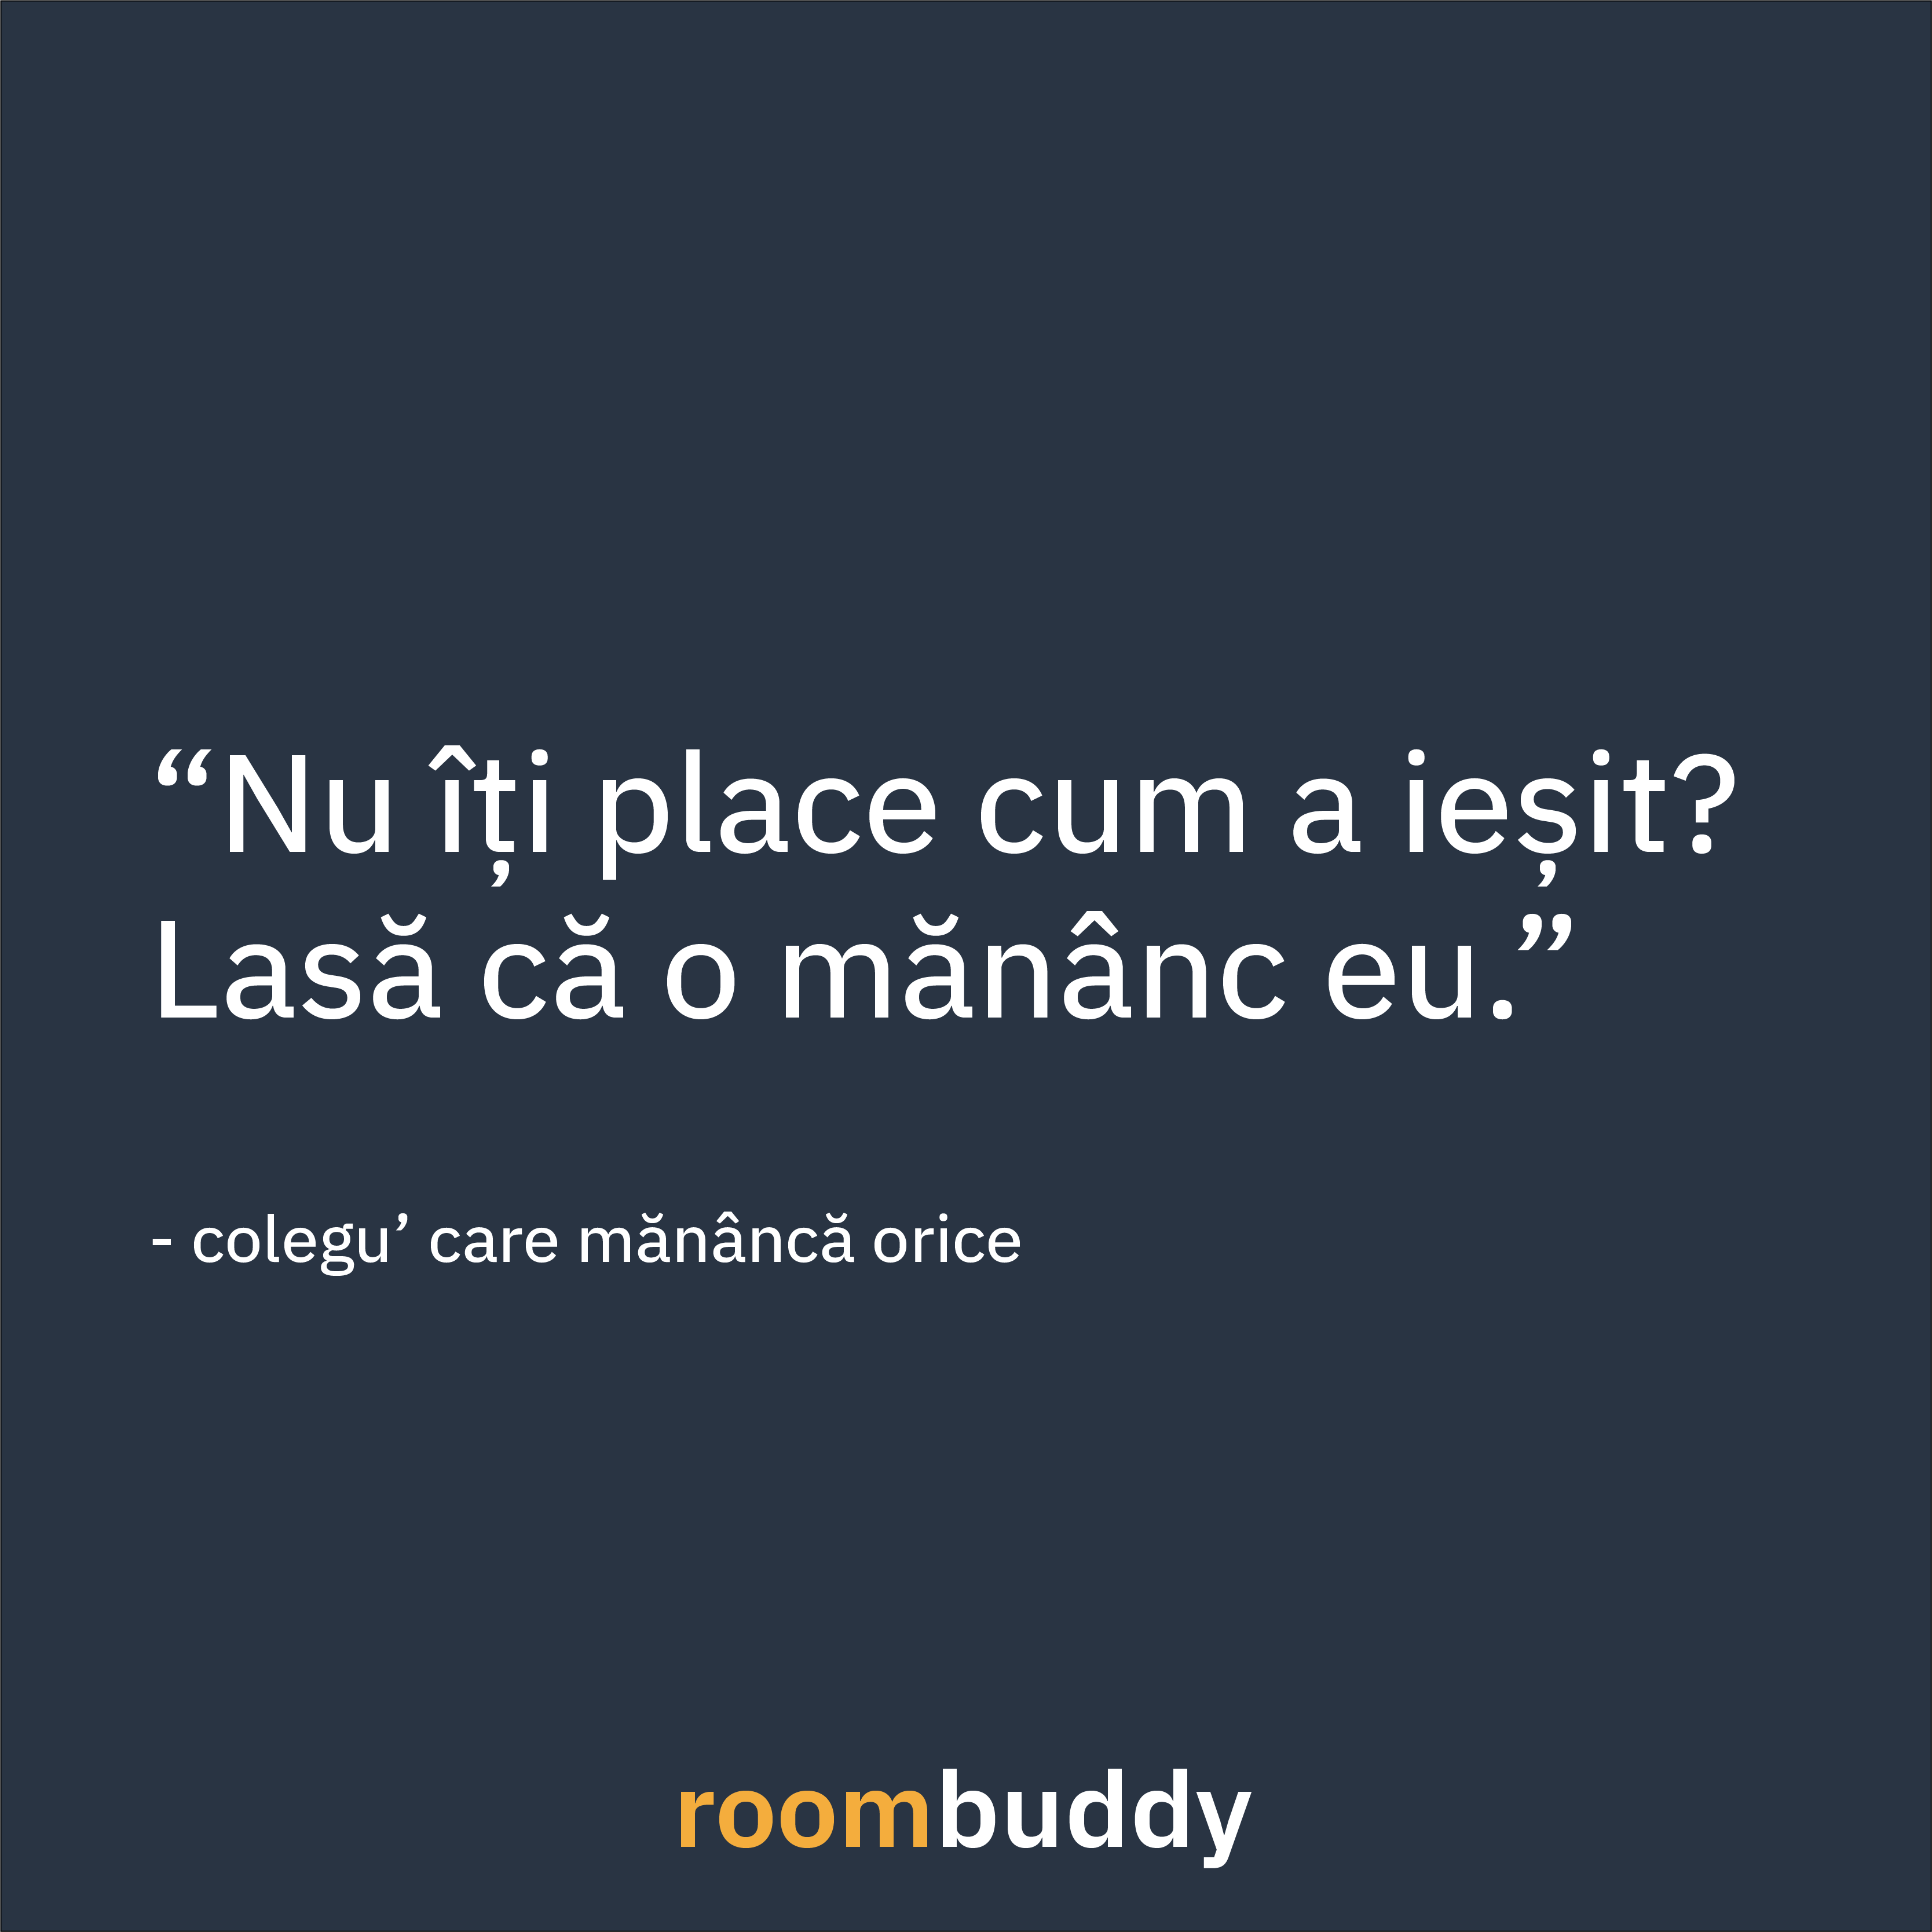 “Nu îți place cum a ieșit?
Lasă că o mănânc eu.”
- colegu’ care mănâncă orice
roombuddy